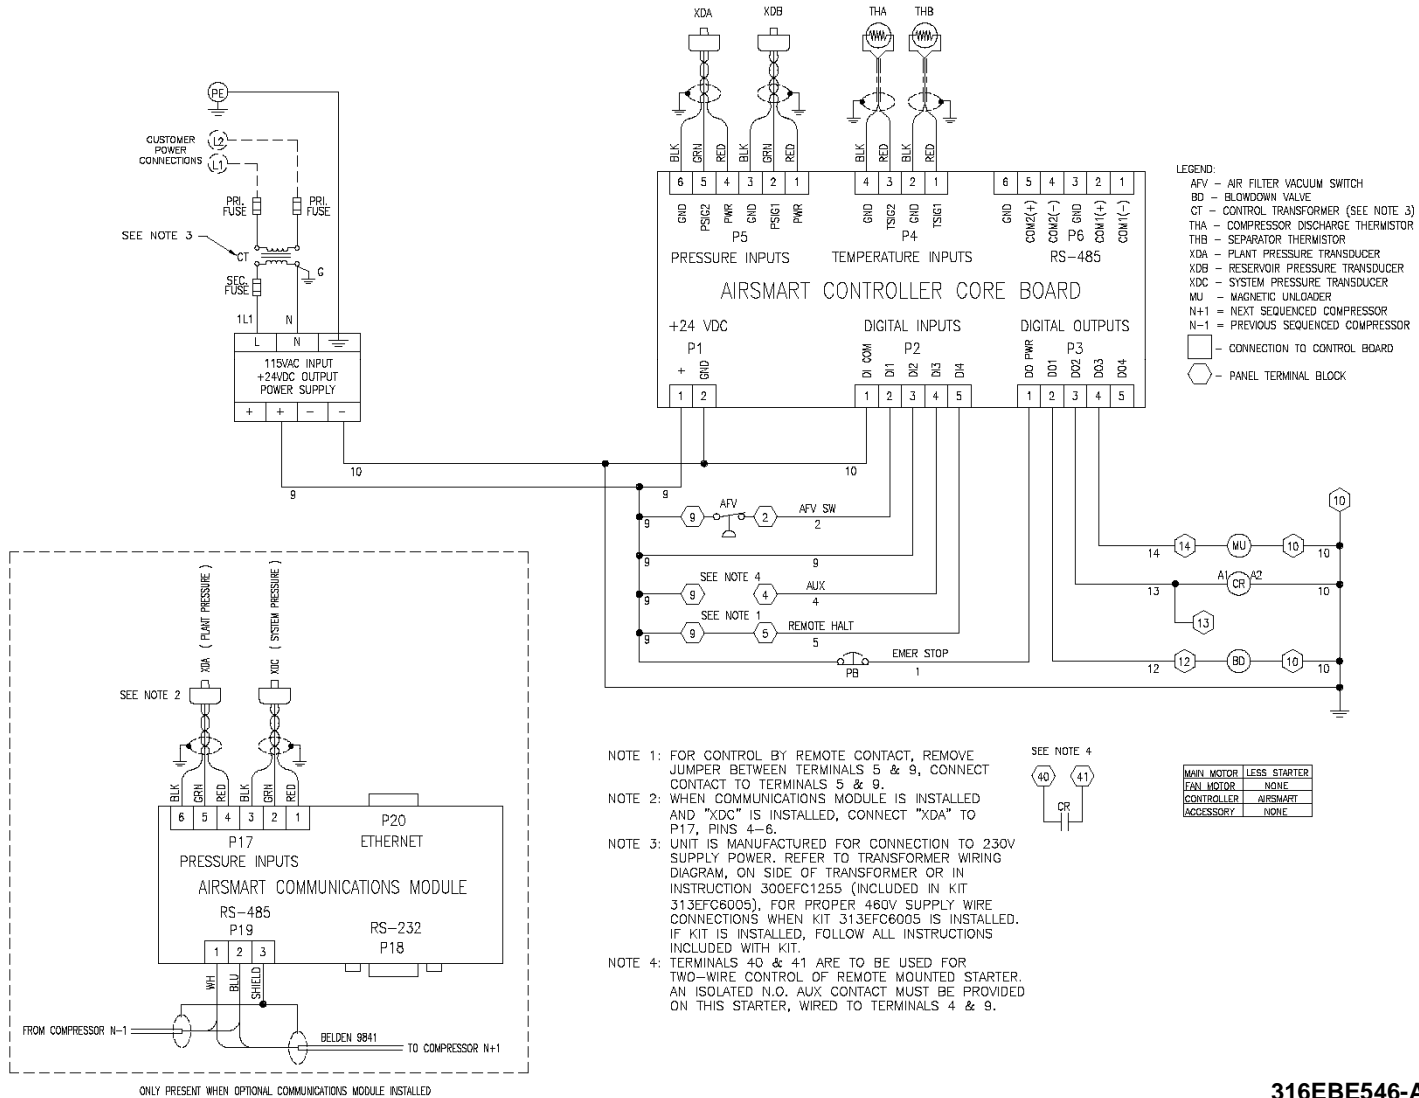 XDA
XDB
THA
THB
PE
CUSTOMER
POWER
CONNECTIONS
L2
L1
PRI.
FUSE
PRI.
FUSE
SEE NOTE 3
CT
G
SEC.
FUSE
1L1
N
L
N
115VAC INPUT
+24VDC OUTPUT
POWER SUPPLY
+ + - -
BLK GRN RED BLK GRN RED
BLK RED BLK RED
6 5 4 3 2 1
4 3 2 1
6 5 4 3 2 1
GND PSIG2 PWR GND PSIG1 PWR
GND TSIG2 GND TSIG1
GND COM2(+) COM2(-) GND COM1(+) COM1(-)
P5
P4
P6
PRESSURE INPUTS
TEMPERATURE INPUTS
RS-485
AIRSMART CONTROLLER CORE BOARD
+24 VDC
DIGITAL INPUTS
DIGITAL OUTPUTS
P1
P2
P3
+ GND
DI COM DI1 DI2 DI3 DI4
DO PWR DO1 DO2 DO3 DO4
1 2
1 2 3 4 5
1 2 3 4 5
LEGEND:
AFV - AIR FILTER VACUUM SWITCH
BD - BLOWDOWN VALVE
CT - CONTROL TRANSFORMER (SEE NOTE 3)
THA - COMPRESSOR DISCHARGE THERMISTOR
THB - SEPARATOR THERMISTOR
XDA - PLANT PRESSURE TRANSDUCER
XDB - RESERVOIR PRESSURE TRANSDUCER
XDC - SYSTEM PRESSURE TRANSDUCER
MU - MAGNETIC UNLOADER
N+1 = NEXT SEQUENCED COMPRESSOR
N-1 = PREVIOUS SEQUENCED COMPRESSOR
- CONNECTION TO CONTROL BOARD
- PANEL TERMINAL BLOCK
10
10
9
9
9
9
AFV
2
AFV SW
2
9
9
SEE NOTE 4
9
9
4
AUX
4
SEE NOTE 1
9
9
5
REMOTE HALT
5
PB
EMER STOP
1
10
14
14
MU
10
10
13
A1
CR
A2
10
13
12
12
BD
10
10
XDA ( PLANT PRESSURE )
XDC ( SYSTEM PRESSURE )
SEE NOTE 2
BLK GRN RED BLK GRN RED
6 5 4 3 2 1
P17
PRESSURE INPUTS
P20
ETHERNET
AIRSMART COMMUNICATIONS MODULE
RS-485
P19
RS-232
P18
1 2 3
WH BLU SHIELD
FROM COMPRESSOR N-1
BELDEN 9841
TO COMPRESSOR N+1
ONLY PRESENT WHEN OPTIONAL COMMUNICATIONS MODULE INSTALLED
NOTE 1: FOR CONTROL BY REMOTE CONTACT, REMOVE
JUMPER BETWEEN TERMINALS 5 & 9, CONNECT
CONTACT TO TERMINALS 5 & 9.
NOTE 2: WHEN COMMUNICATIONS MODULE IS INSTALLED
AND "XDC" IS INSTALLED, CONNECT "XDA" TO
P17, PINS 4-6.
NOTE 3: UNIT IS MANUFACTURED FOR CONNECTION TO 230V
SUPPLY POWER. REFER TO TRANSFORMER WIRING
DIAGRAM, ON SIDE OF TRANSFORMER OR IN
INSTRUCTION 300EFC1255 (INCLUDED IN KIT
313EFC6005), FOR PROPER 460V SUPPLY WIRE
CONNECTIONS WHEN KIT 313EFC6005 IS INSTALLED.
IF KIT IS INSTALLED, FOLLOW ALL INSTRUCTIONS
INCLUDED WITH KIT.
NOTE 4: TERMINALS 40 & 41 ARE TO BE USED FOR
TWO-WIRE CONTROL OF REMOTE MOUNTED STARTER.
AN ISOLATED N.O. AUX CONTACT MUST BE PROVIDED
ON THIS STARTER, WIRED TO TERMINALS 4 & 9.
SEE NOTE 4
40 41
CR
MAIN MOTOR LESS STARTER
FAN MOTOR NONE
CONTROLLER AIRSMART
ACCESSORY NONE
316EBE546-A